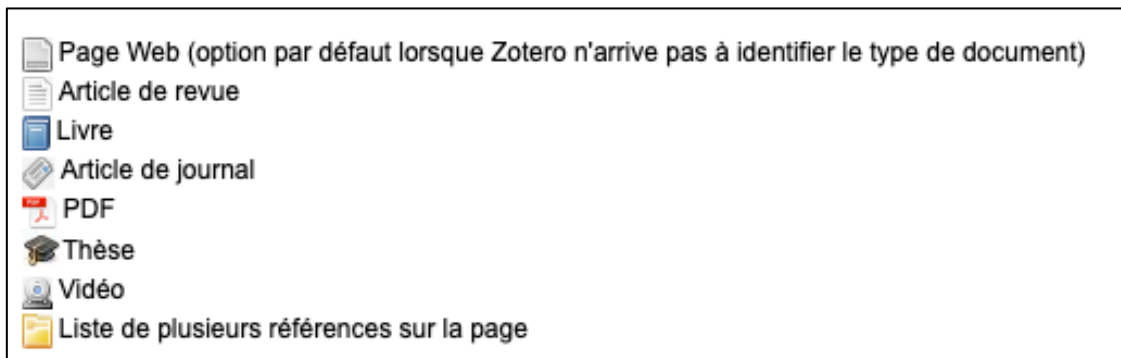 Page Web (option par défaut lorsque Zotero n'arrive pas à identifier le type de document)
Article de revue
Livre
Article de journal
PDF
Thèse
Vidéo
Liste de plusieurs références sur la page